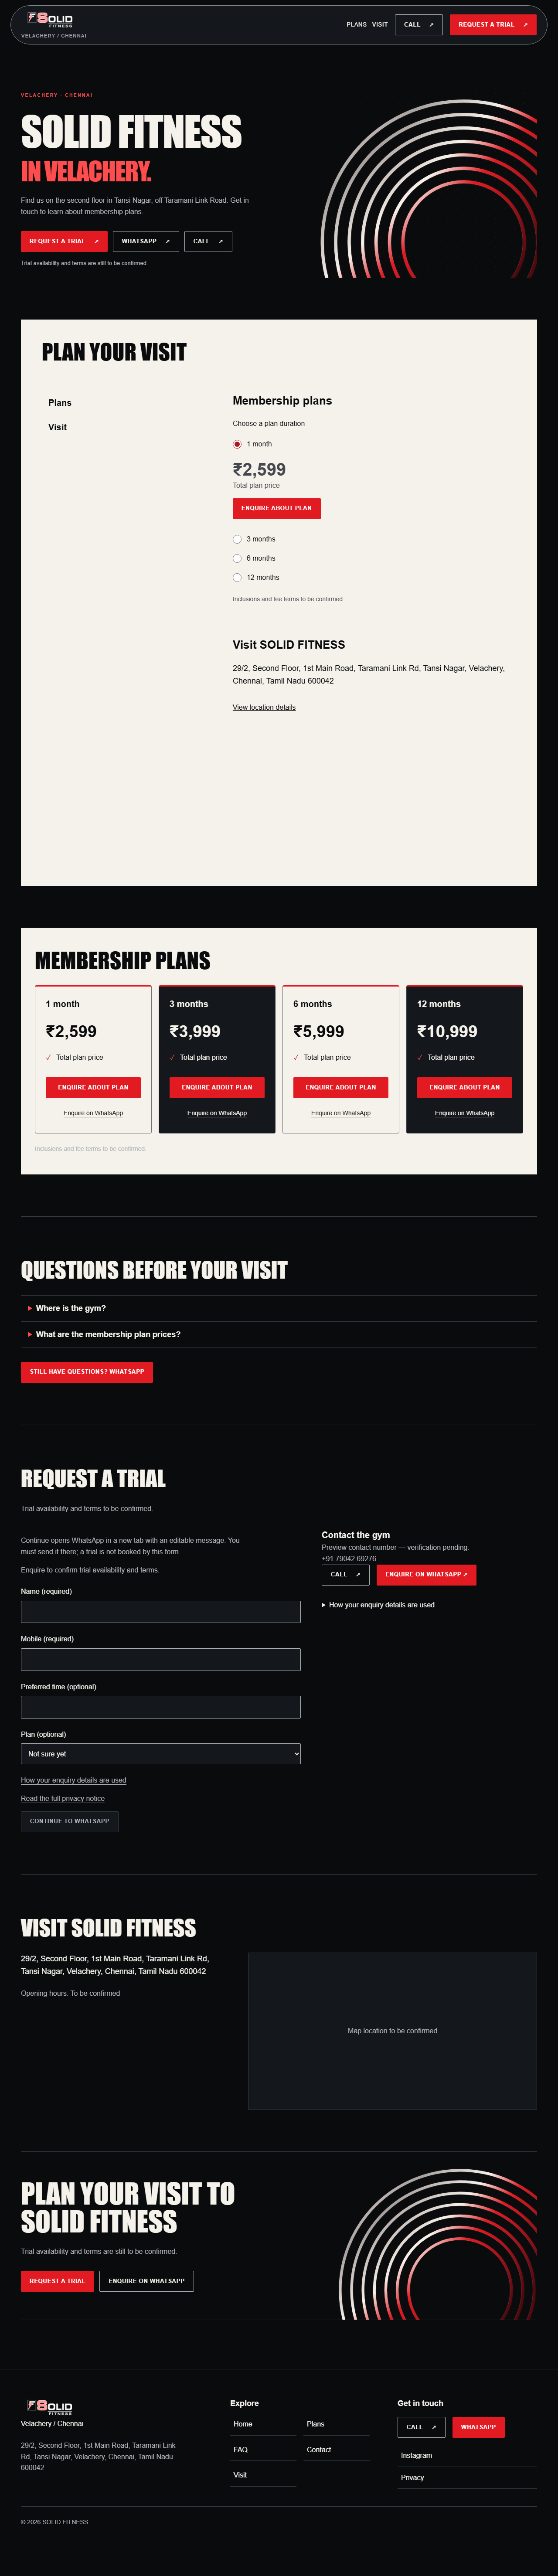 FSOLID
FITNESS
VELACHERY / CHENNAI
PLANS VISIT CALL ↗ REQUEST A TRIAL ↗
VELACHERY · CHENNAI
SOLID FITNESS
IN VELACHERY.
Find us on the second floor in Tansi Nagar, off Taramani Link Road. Get in
touch to learn about membership plans.
REQUEST A TRIAL ↗ WHATSAPP ↗ CALL ↗
Trial availability and terms are still to be confirmed.
PLAN YOUR VISIT
Plans
Visit
Membership plans
Choose a plan duration
1 month
₹2,599
Total plan price
ENQUIRE ABOUT PLAN
3 months
6 months
12 months
Inclusions and fee terms to be confirmed.
Visit SOLID FITNESS
29/2, Second Floor, 1st Main Road, Taramani Link Rd, Tansi Nagar, Velachery,
Chennai, Tamil Nadu 600042
View location details
MEMBERSHIP PLANS
1 month
₹2,599
✓ Total plan price
ENQUIRE ABOUT PLAN
Enquire on WhatsApp
3 months
₹3,999
✓ Total plan price
ENQUIRE ABOUT PLAN
Enquire on WhatsApp
6 months
₹5,999
✓ Total plan price
ENQUIRE ABOUT PLAN
Enquire on WhatsApp
12 months
₹10,999
✓ Total plan price
ENQUIRE ABOUT PLAN
Enquire on WhatsApp
Inclusions and fee terms to be confirmed.
QUESTIONS BEFORE YOUR VISIT
Where is the gym?
What are the membership plan prices?
STILL HAVE QUESTIONS? WHATSAPP
REQUEST A TRIAL
Trial availability and terms to be confirmed.
Continue opens WhatsApp in a new tab with an editable message. You
must send it there; a trial is not booked by this form.
Enquire to confirm trial availability and terms.
Name (required)
Mobile (required)
Preferred time (optional)
Plan (optional)
Not sure yet
How your enquiry details are used
Read the full privacy notice
CONTINUE TO WHATSAPP
Contact the gym
Preview contact number — verification pending.
+91 79042 69276
CALL ↗ ENQUIRE ON WHATSAPP ↗
How your enquiry details are used
VISIT SOLID FITNESS
29/2, Second Floor, 1st Main Road, Taramani Link Rd,
Tansi Nagar, Velachery, Chennai, Tamil Nadu 600042
Opening hours: To be confirmed
Map location to be confirmed
PLAN YOUR VISIT TO
SOLID FITNESS
Trial availability and terms are still to be confirmed.
REQUEST A TRIAL ENQUIRE ON WHATSAPP
FSOLID
FITNESS
Velachery / Chennai
29/2, Second Floor, 1st Main Road, Taramani Link
Rd, Tansi Nagar, Velachery, Chennai, Tamil Nadu
600042
Explore
Home Plans
FAQ Contact
Visit
Get in touch
CALL ↗ WHATSAPP
Instagram
Privacy
© 2026 SOLID FITNESS